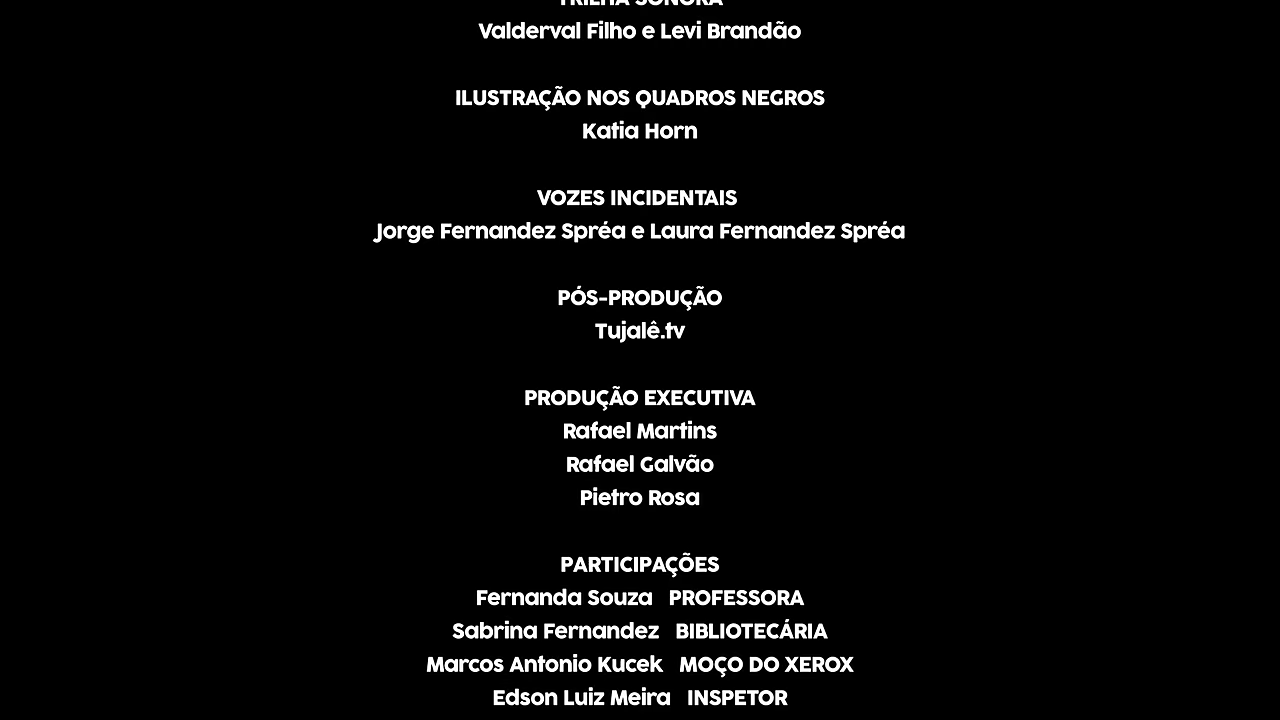 TRILHA SONORA
Valderval Filho e Levi Brandão
ILUSTRAÇÃO NOS QUADROS NEGROS
Katia Horn
VOZES INCIDENTAIS
Jorge Fernandez Spréa e Laura Fernandez Spréa
PÓS-PRODUÇÃO
Tujalê.tv
PRODUÇÃO EXECUTIVA
Rafael Martins
Rafael Galvão
Pietro Rosa
PARTICIPAÇÕES
Fernanda Souza PROFESSORA
Sabrina Fernandez BIBLIOTECÁRIA
Marcos Antonio Kucek MOÇO DO XEROX
Edson Luiz Meira INSPETOR